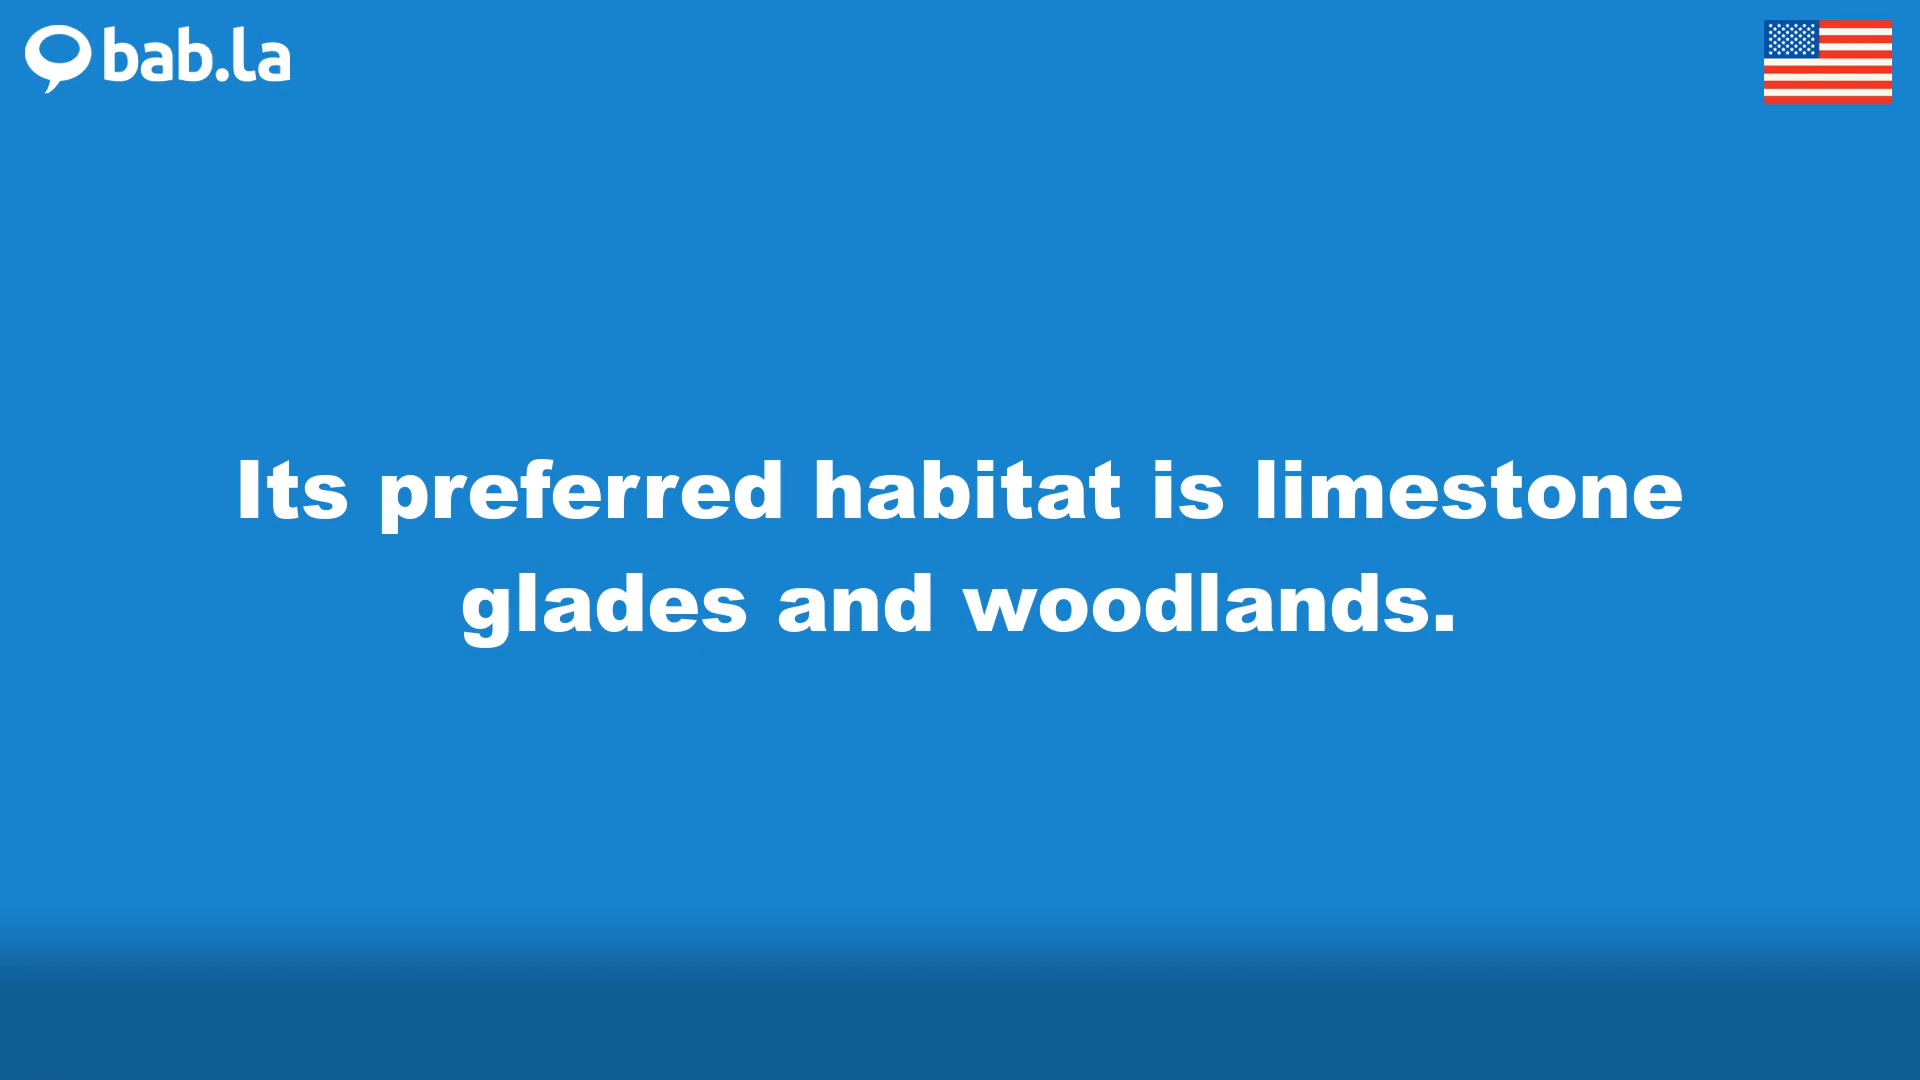 bab.la
Its preferred habitat is limestone
glades and woodlands.